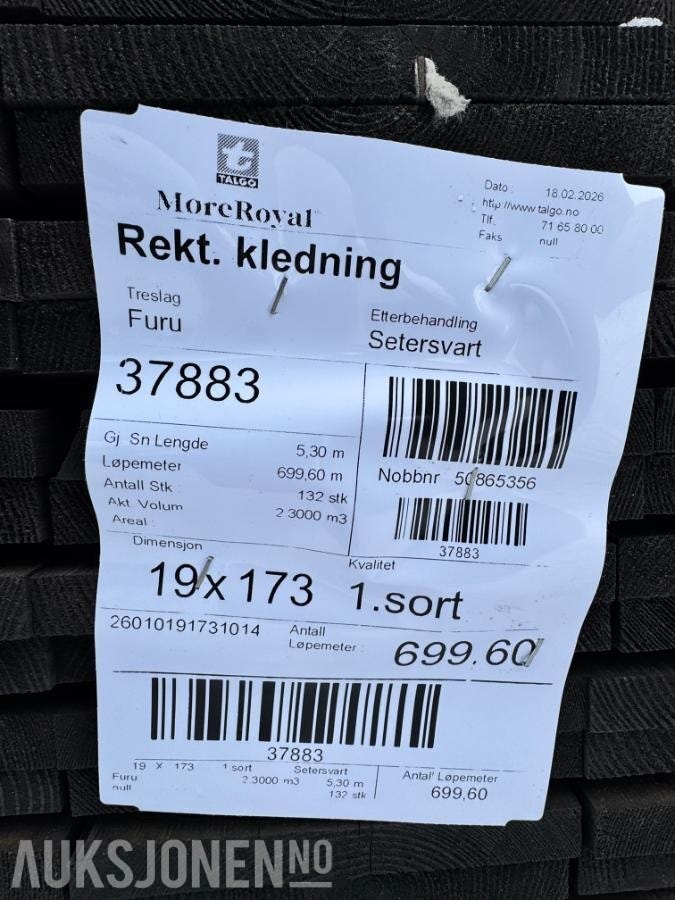 TALGO
MoreRoyal
Dato : 18.02.2026
http://www.talgo.no
Tlf. 71 65 80 00
Faks null
Rekt. kledning
Treslag
Furu
Etterbehandling
Setersvart
37883
Gj Sn Lengde 5,30 m
Løpemeter 699,60 m
Antall Stk 132 stk
Akt. Volum 2.3000 m3
Areal :
Nobbnr 50865356
37883
Dimensjon
19 x 173
Kvalitet
1.sort
26010191731014
Antall
Løpemeter : 699.60
37883
19 X 173 1 sort Setersvart
Furu 2.3000 m3 5,30 m
null 132 stk
Antal' Løpemeter
699,60
AUKSJONEN NO